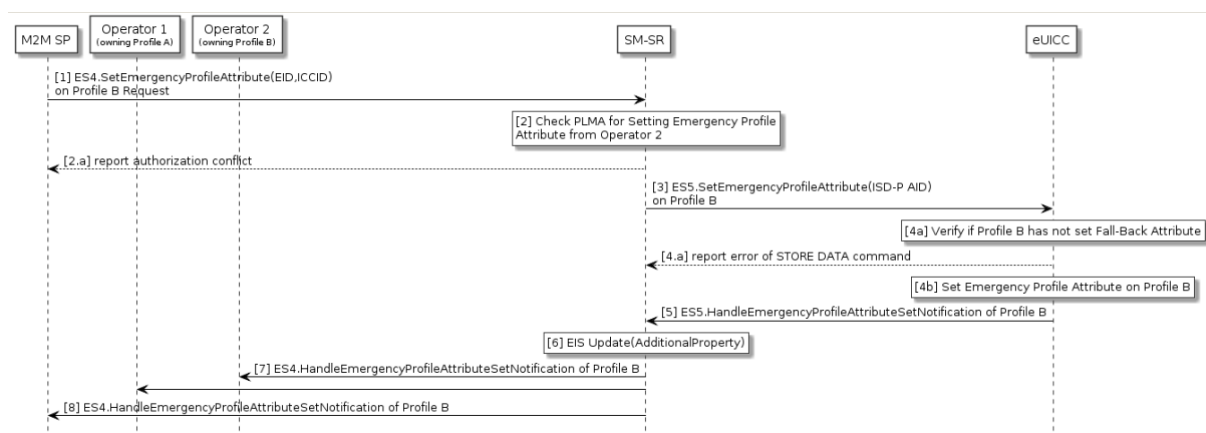 M2M SP
Operator 1
(owning Profile A)
Operator 2
(owning Profile B)
SM-SR
eUICC
[1] ES4.SetEmergencyProfileAttribute(EID,ICCID)
on Profile B Request
[2] Check PLMA for Setting Emergency Profile
Attribute from Operator 2
[2.a] report authorization conflict
[3] ES5.SetEmergencyProfileAttribute(ISD-P AID)
on Profile B
[4a] Verify if Profile B has not set Fall-Back Attribute
[4.a] report error of STORE DATA command
[4b] Set Emergency Profile Attribute on Profile B
[5] ES5.HandleEmergencyProfileAttributeSetNotification of Profile B
[6] EIS Update(AdditionalProperty)
[7] ES4.HandleEmergencyProfileAttributeSetNotification of Profile B
[8] ES4.HandleEmergencyProfileAttributeSetNotification of Profile B